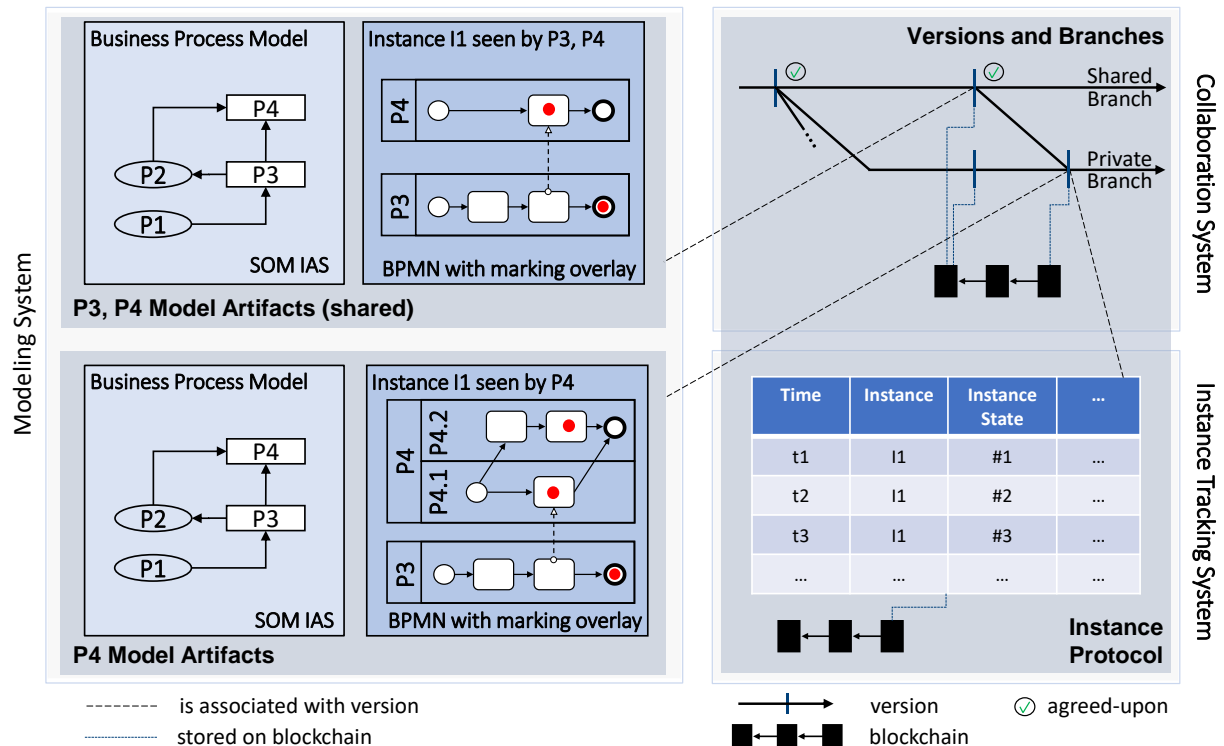 Modeling System
Business Process Model
P4
P2
P3
P1
SOM IAS
Instance I1 seen by P3, P4
P4
P3
BPMN with marking overlay
P3, P4 Model Artifacts (shared)
Business Process Model
P4
P2
P3
P1
SOM IAS
Instance I1 seen by P4
P4
P4.2
P4.1
P3
BPMN with marking overlay
P4 Model Artifacts
Versions and Branches
Shared
Branch
Private
Branch
Collaboration System
Time Instance Instance State ...
t1 I1 #1 ...
t2 I1 #2 ...
t3 I1 #3 ...
... ... ... ...
Instance
Protocol
Instance Tracking System
is associated with version
stored on blockchain
version
agreed-upon
blockchain